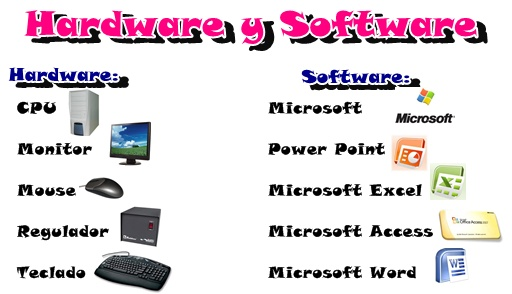 Hardware y Software
Hardware:
CPU
Monitor
Mouse
Regulador
Teclado
Software:
Microsoft
Microsoft
Power Point
Microsoft Excel
Microsoft Access
Microsoft Word